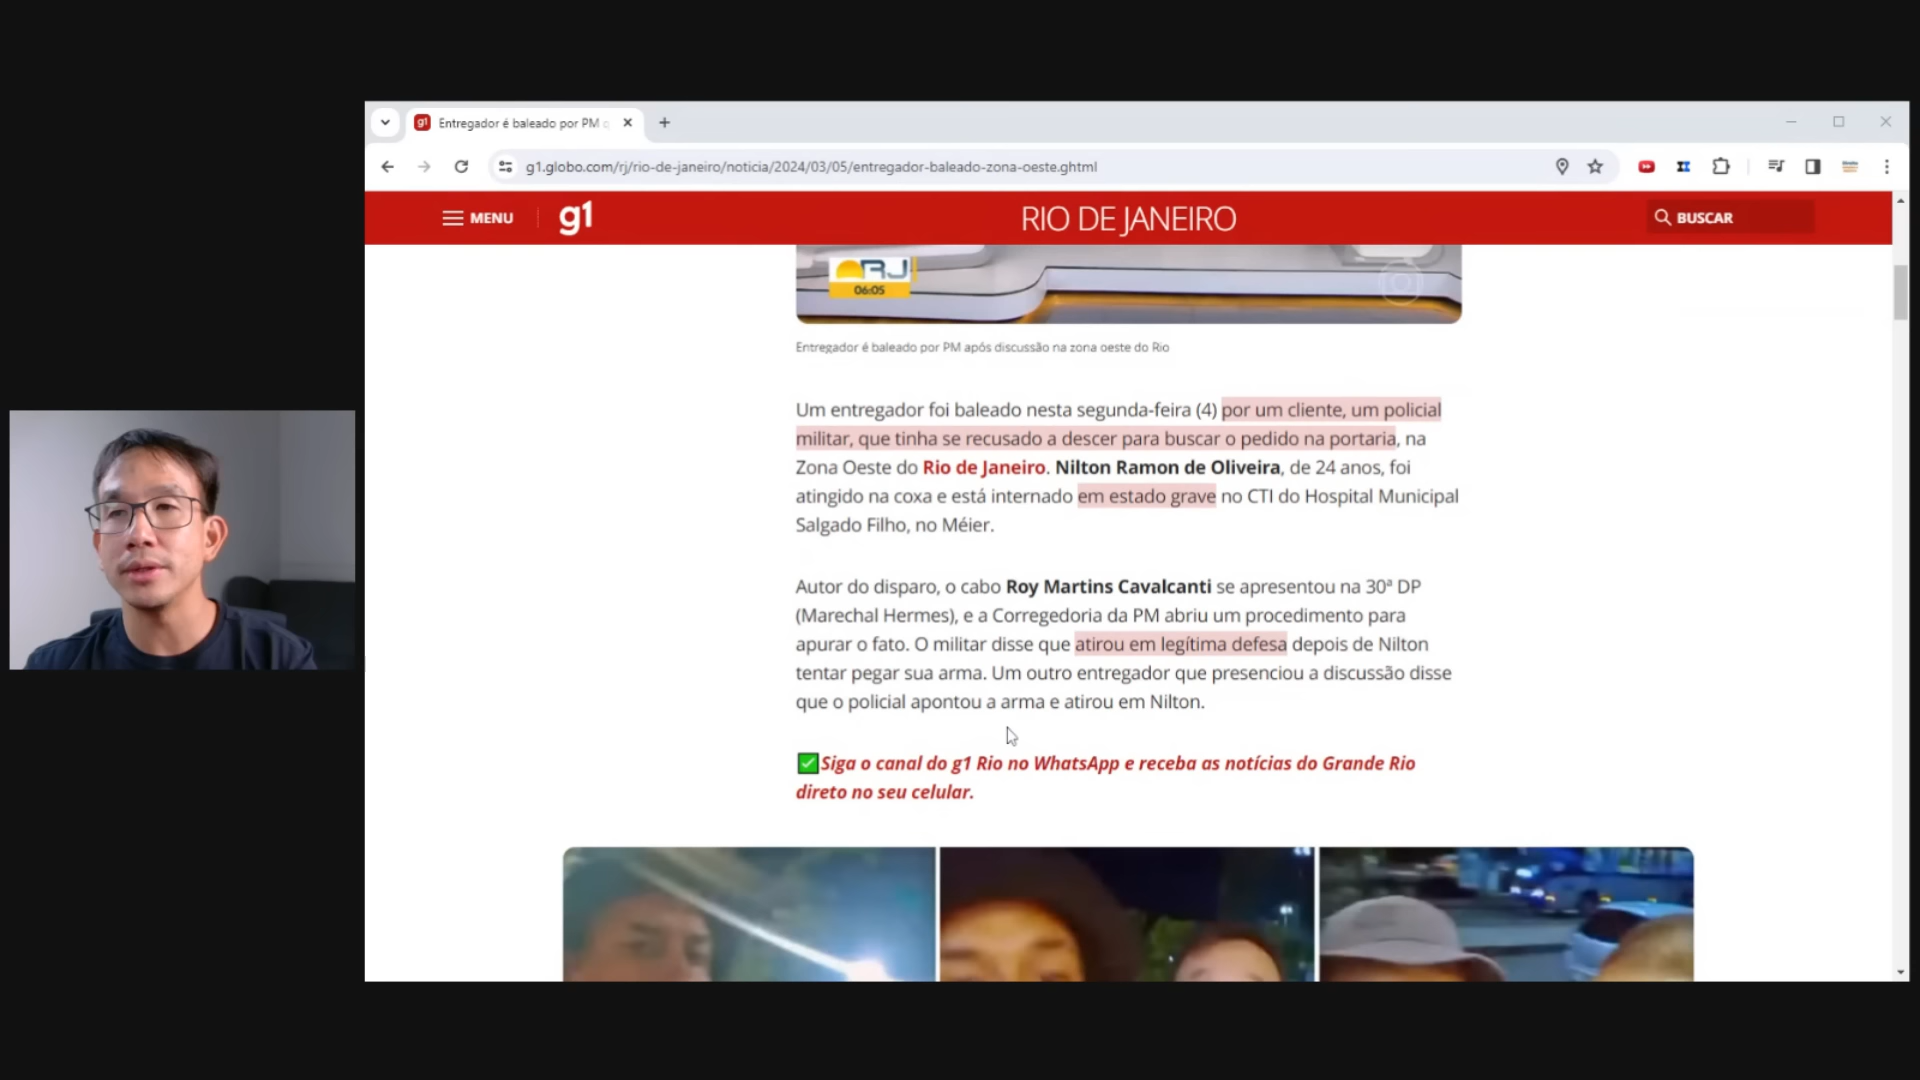 g1 Entregador é baleado por PM q
g1.globo.com/rj/rio-de-janeiro/noticia/2024/03/05/entregador-baleado-zona-oeste.ghtml
MENU g1 RIO DE JANEIRO BUSCAR
RJ
06:05
Entregador é baleado por PM após discussão na zona oeste do Rio
Um entregador foi baleado nesta segunda-feira (4) por um cliente, um policial
militar, que tinha se recusado a descer para buscar o pedido na portaria, na
Zona Oeste do Rio de Janeiro. Nilton Ramon de Oliveira, de 24 anos, foi
atingido na coxa e está internado em estado grave no CTI do Hospital Municipal
Salgado Filho, no Méier.
Autor do disparo, o cabo Roy Martins Cavalcanti se apresentou na 30ª DP
(Marechal Hermes), e a Corregedoria da PM abriu um procedimento para
apurar o fato. O militar disse que atirou em legítima defesa depois de Nilton
tentar pegar sua arma. Um outro entregador que presenciou a discussão disse
que o policial apontou a arma e atirou em Nilton.
✅Siga o canal do g1 Rio no WhatsApp e receba as notícias do Grande Rio
direto no seu celular.